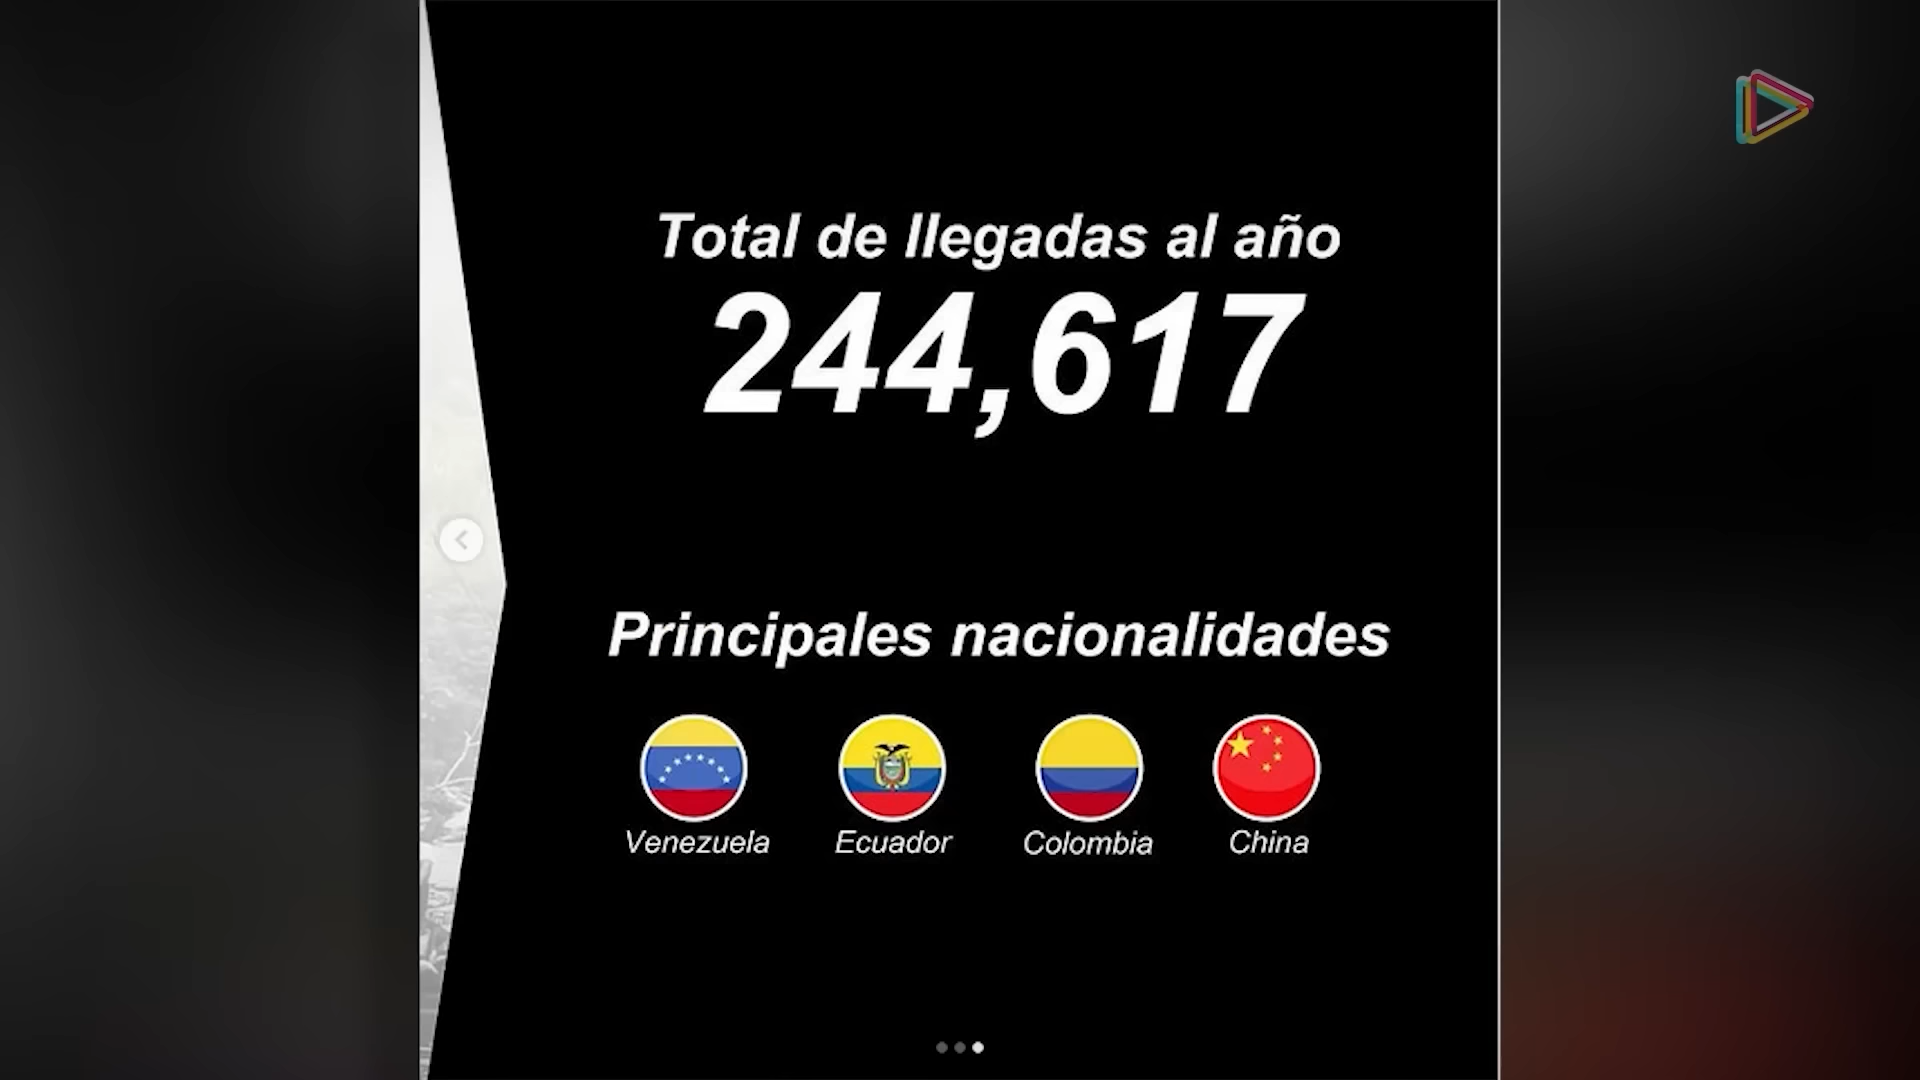 Total de llegadas al año
244,617
Principales nacionalidades
Venezuela
Ecuador
Colombia
China